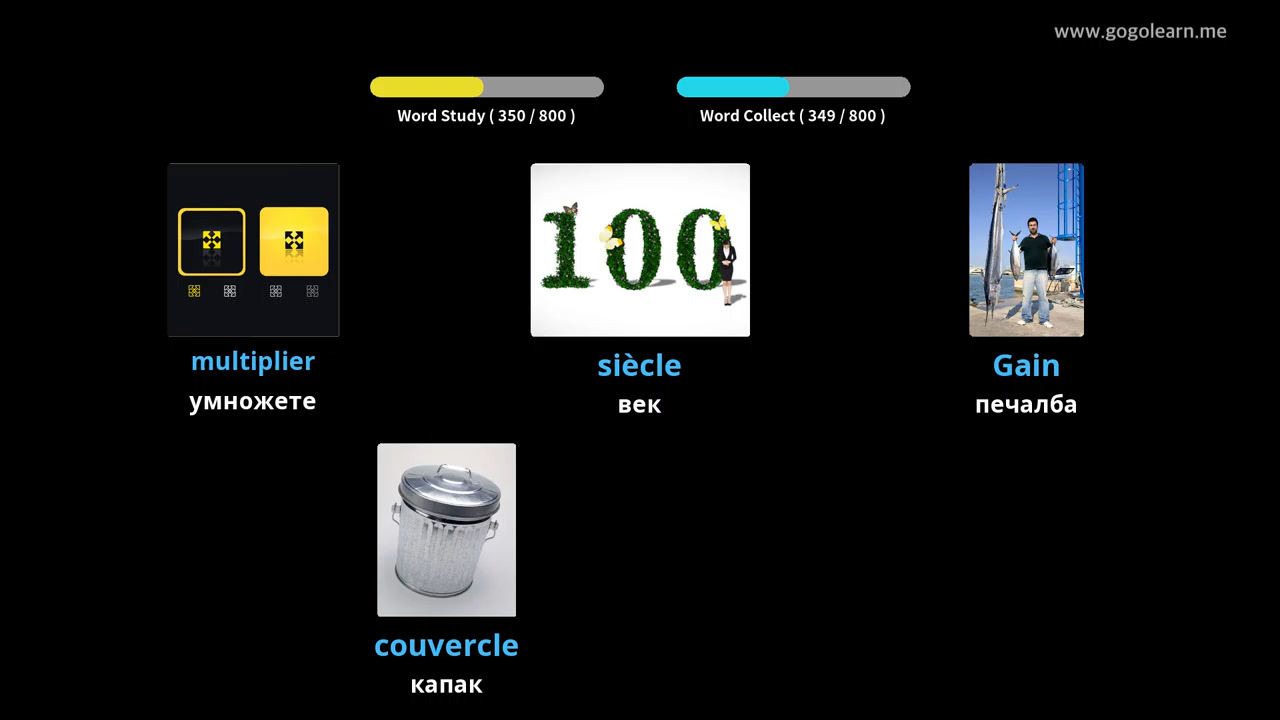 www.gogolearn.me
Word Study ( 350 / 800 )
Word Collect ( 349 / 800 )
100
multiplier
умножете
siècle
век
Gain
печалба
couvercle
капак